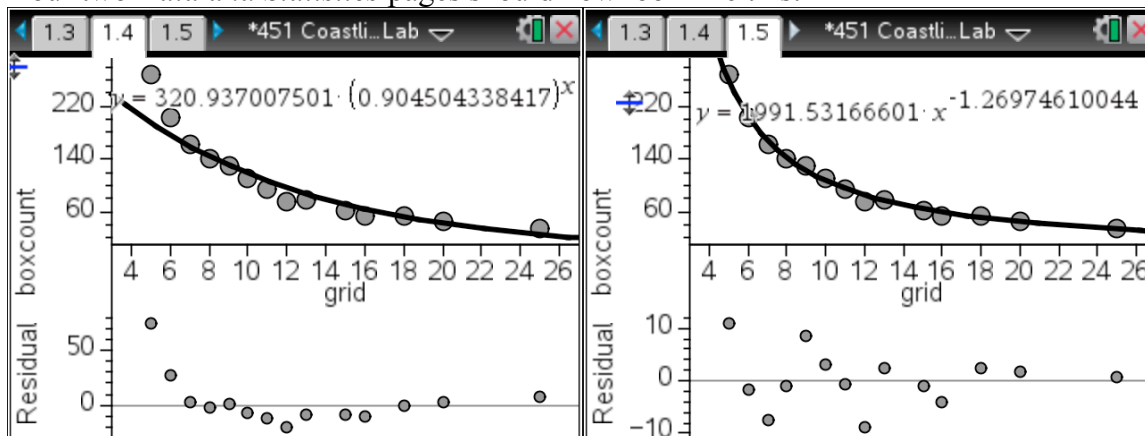 1.3 1.4 1.5 *451 Coastli...Lab
y = 320.937007501·(0.904504338417)^x
220
140
60
boxcount
4 6 8 10 12 14 16 18 20 22 24 26
grid
50
0
Residual
1.3 1.4 1.5 *451 Coastli...Lab
y = 1991.53166601·x^-1.26974610044
220
140
60
boxcount
4 6 8 10 12 14 16 18 20 22 24 26
grid
10
0
-10
Residual